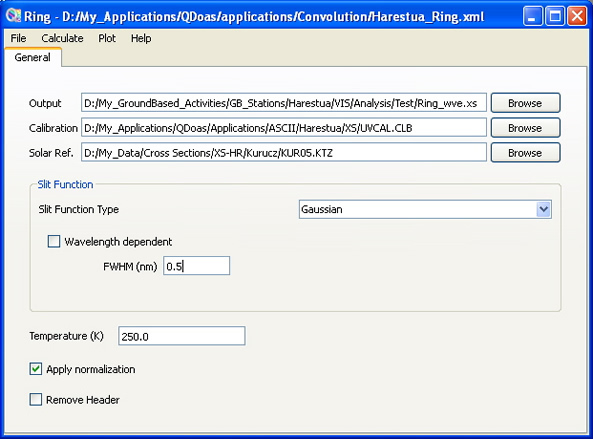 Ring - D:/My_Applications/QDoas/applications/Convolution/Harestua_Ring.xml
File Calculate Plot Help
General
Output D:/My_GroundBased_Activities/GB_Stations/Harestua/VIS/Analysis/Test/Ring_wve.xs Browse
Calibration D:/My_Applications/QDoas/Applications/ASCII/Harestua/XS/UVCAL.CLB Browse
Solar Ref. D:/My_Data/Cross Sections/XS-HR/Kurucz/KUR05.KTZ Browse
Slit Function
Slit Function Type Gaussian
Wavelength dependent
FWHM (nm) 0.5
Temperature (K) 250.0
Apply normalization
Remove Header